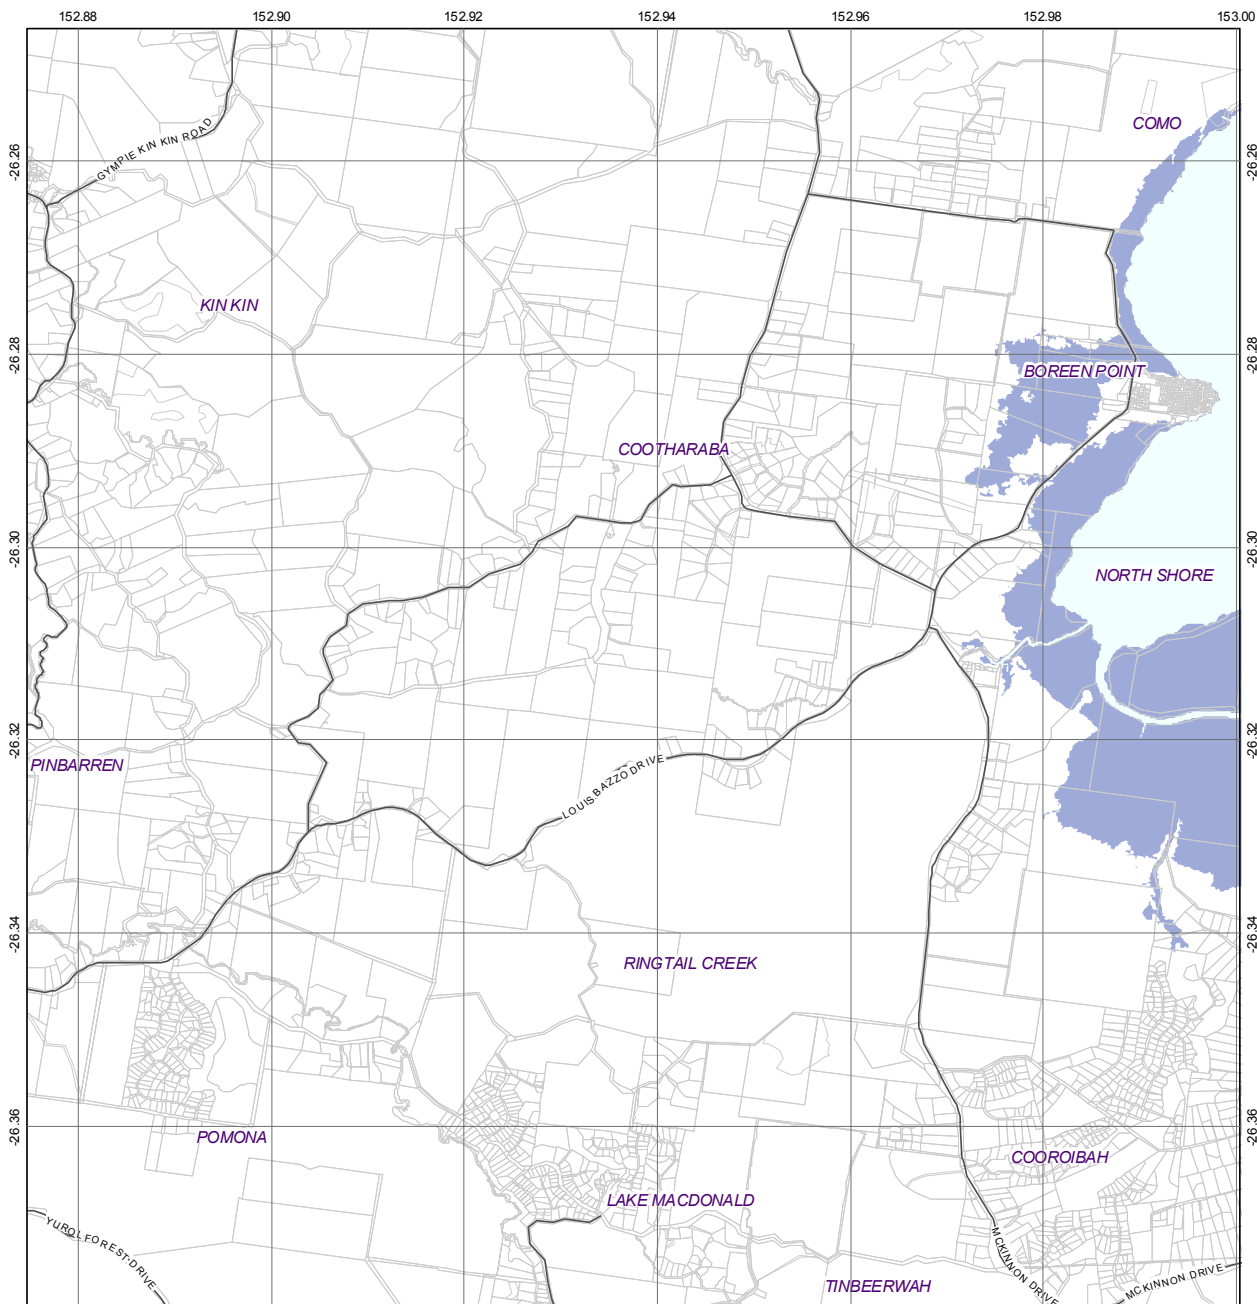 152.88 152.90 152.92 152.94 152.96 152.98 153.00
COMO
GYMPIE KIN KIN ROAD
-26.26 -26.26
KIN KIN
-26.28 -26.28
BOREEN POINT
COOTHARABA
-26.30 -26.30
NORTH SHORE
-26.32 -26.32
PINBARREN
LOUIS BAZZO DRIVE
-26.34 -26.34
RINGTAIL CREEK
-26.36 -26.36
POMONA
COOROIBAH
LAKE MACDONALD
YUROL FOREST DRIVE
MCKINNON DRIVE
MCKINNON DRIVE
TINBEERWAH